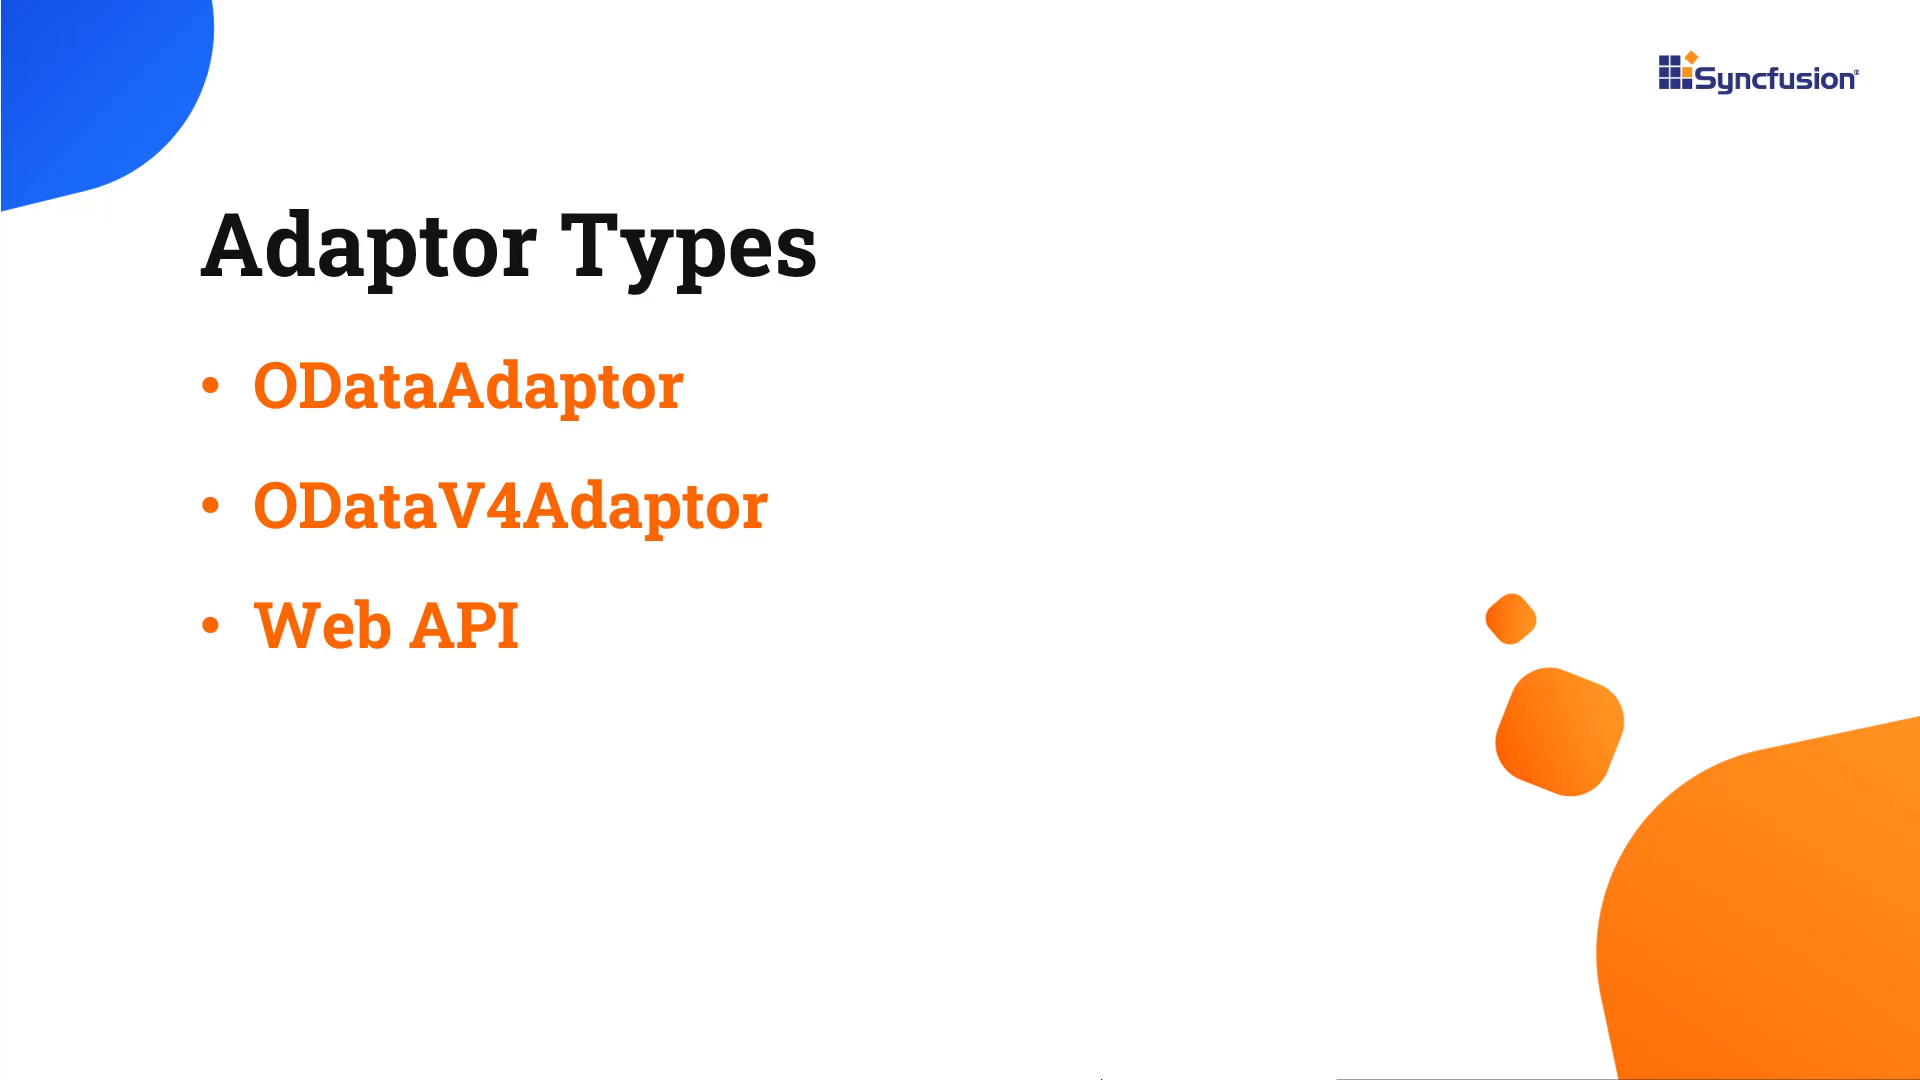 Syncfusion®
Adaptor Types
• ODataAdaptor
• ODataV4Adaptor
• Web API